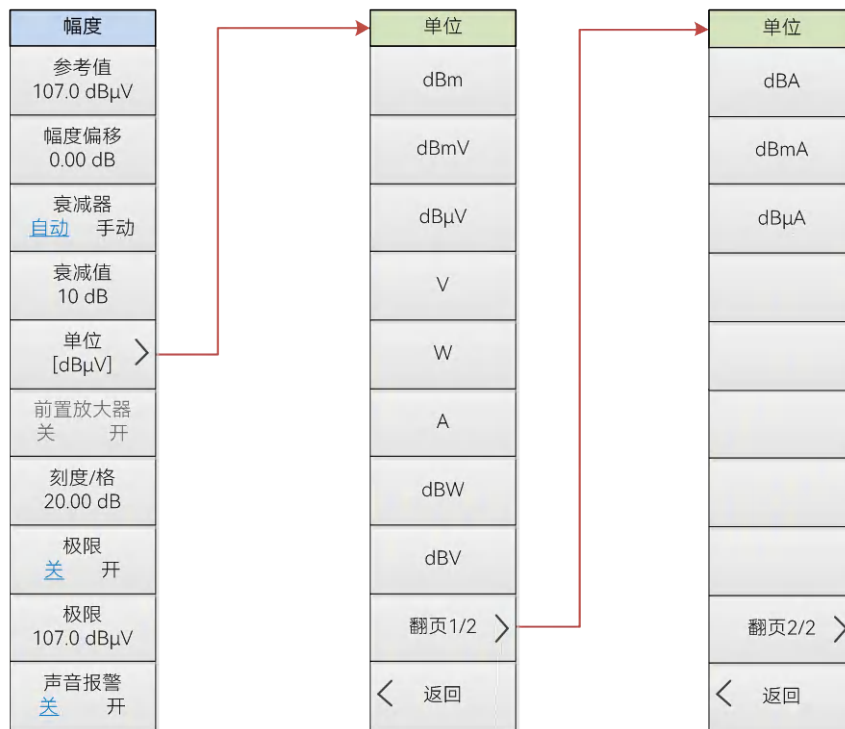 幅度
参考值
107.0 dBμV
幅度偏移
0.00 dB
衰减器
自动 手动
衰减值
10 dB
单位
[dBμV]
前置放大器
关 开
刻度/格
20.00 dB
极限
关 开
极限
107.0 dBμV
声音报警
关 开
单位
dBm
dBmV
dBμV
V
W
A
dBW
dBV
翻页1/2
返回
单位
dBA
dBmA
dBμA
翻页2/2
返回